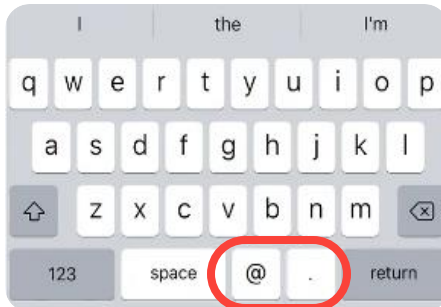 I the I'm
q w e r t y u i o p
a s d f g h j k l
z x c v b n m
123 space @ . return